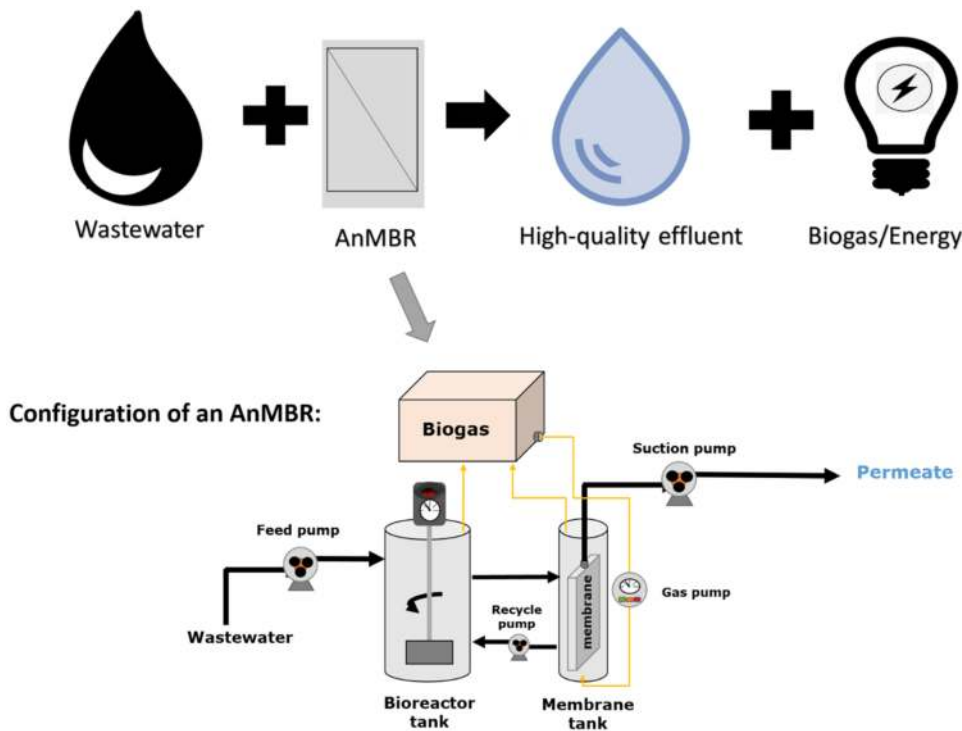 Wastewater
AnMBR
High-quality effluent
Biogas/Energy
Configuration of an AnMBR:
Biogas
Suction pump
Permeate
Feed pump
Wastewater
Recycle
pump
membrane
Gas pump
Bioreactor
tank
Membrane
tank